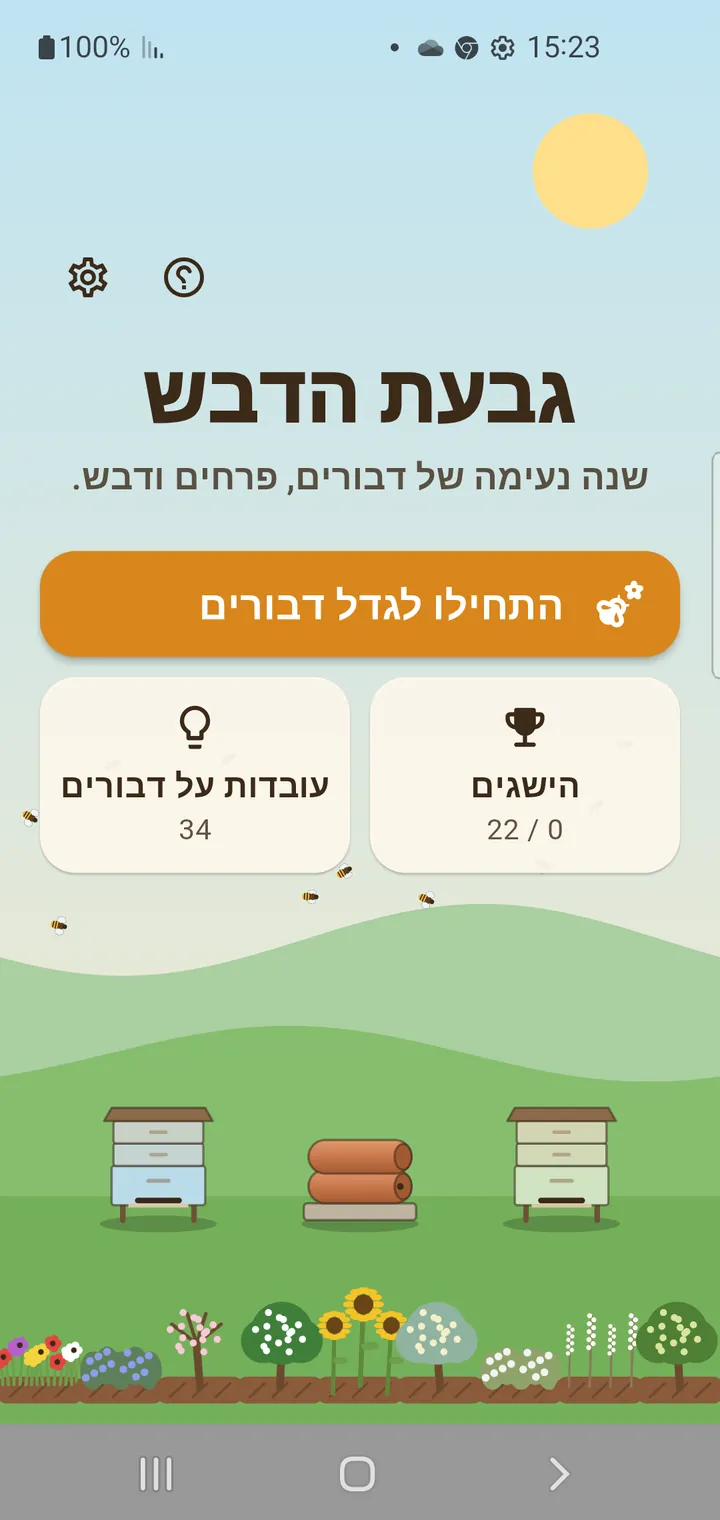 100% 15:23
גבעת הדבש
שנה נעימה של דבורים, פרחים ודבש.
התחילו לגדל דבורים
הישגים
22 / 0
עובדות על דבורים
34